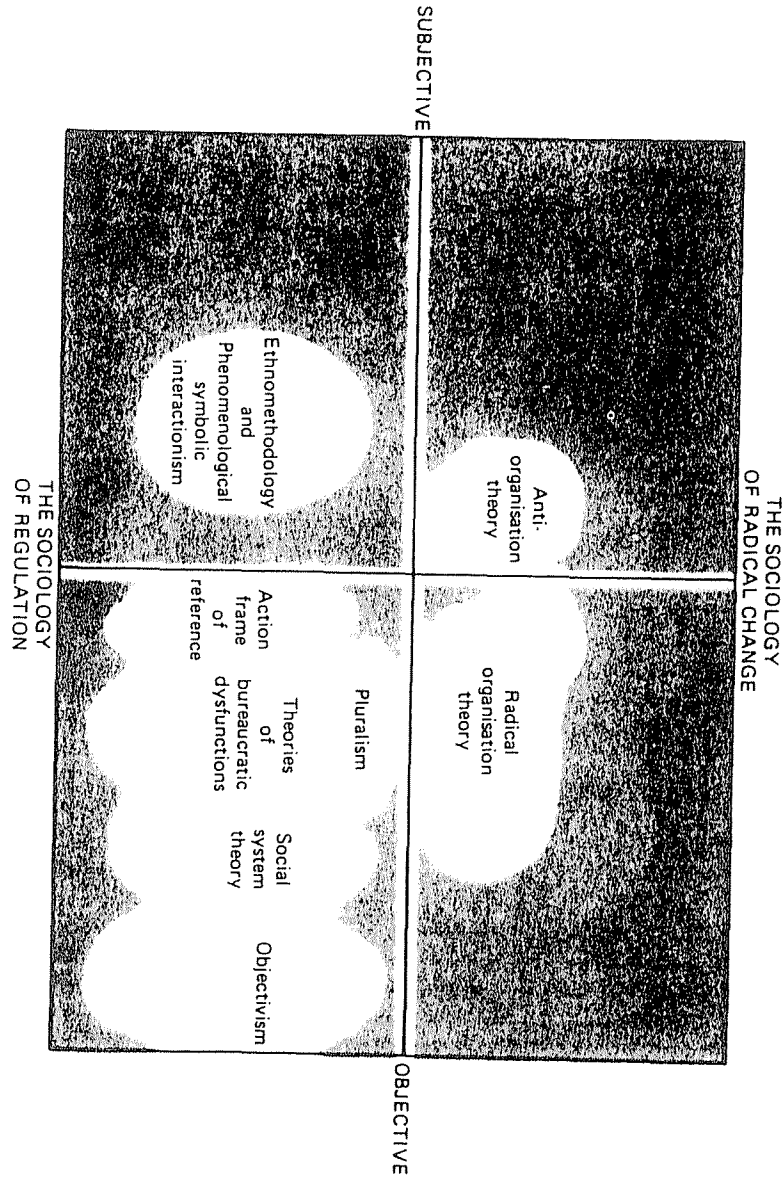 THE SOCIOLOGY
OF RADICAL CHANGE
SUBJECTIVE
Anti-
organisation
theory
Radical
organisation
theory
OBJECTIVE
Ethnomethodology
and
Phenomenological
symbolic
interactionism
Pluralism
Action
frame
of
reference
Theories
of
bureaucratic
dysfunctions
Social
system
theory
Objectivism
THE SOCIOLOGY
OF REGULATION